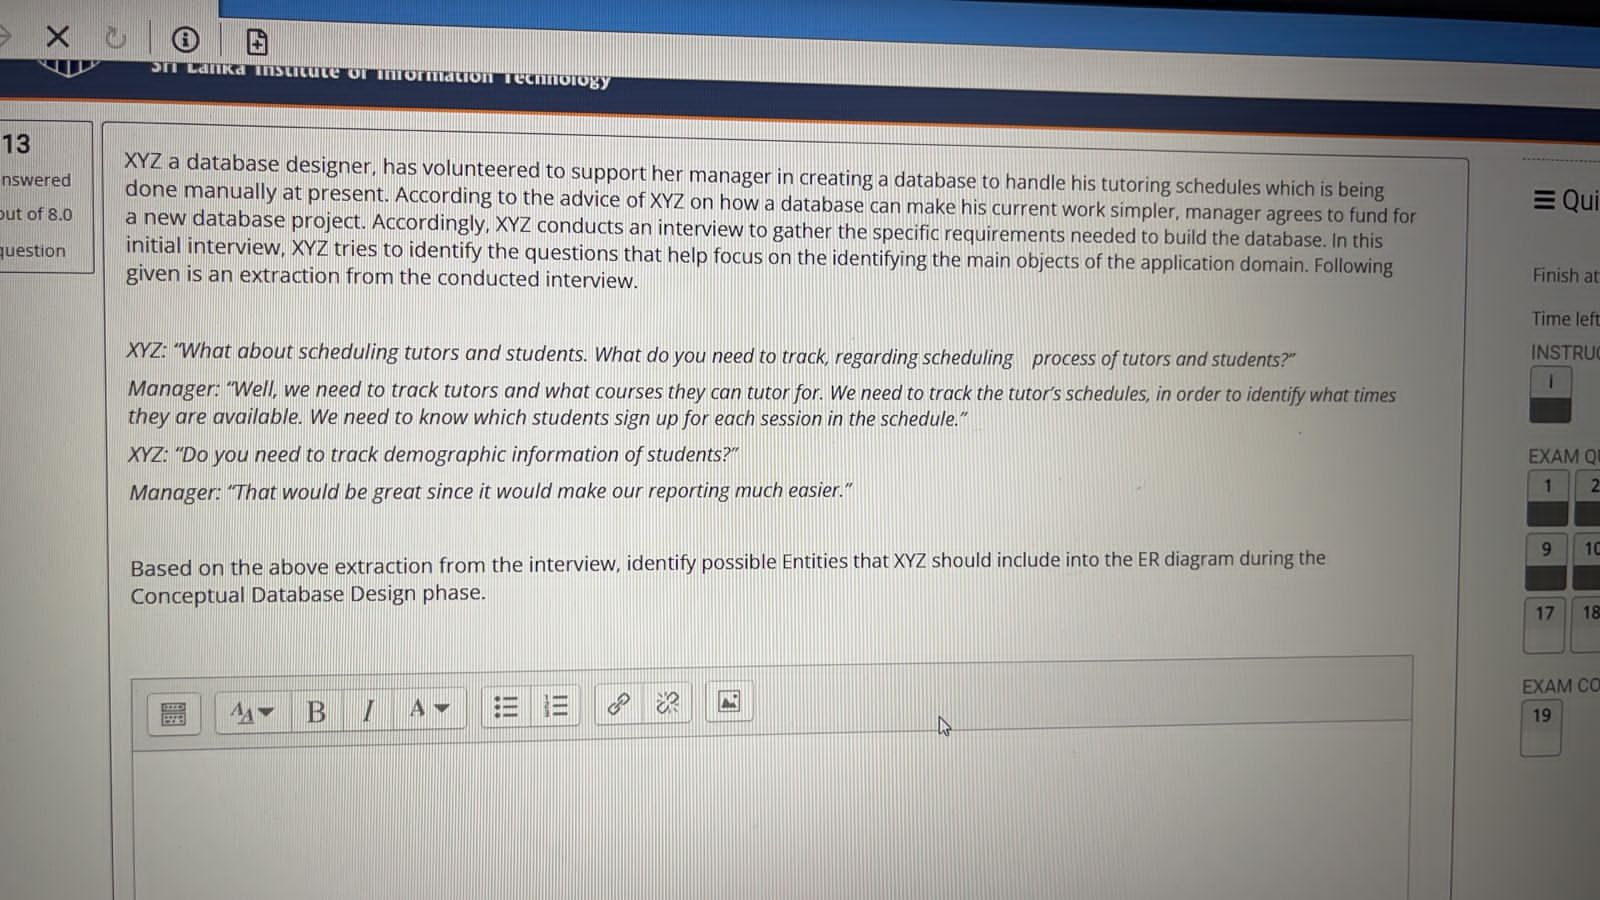 Sri Lanka Institute of Information Technology
13
nswered
out of 8.0
question
XYZ a database designer, has volunteered to support her manager in creating a database to handle his tutoring schedules which is being
done manually at present. According to the advice of XYZ on how a database can make his current work simpler, manager agrees to fund for
a new database project. Accordingly, XYZ conducts an interview to gather the specific requirements needed to build the database. In this
initial interview, XYZ tries to identify the questions that help focus on the identifying the main objects of the application domain. Following
given is an extraction from the conducted interview.
XYZ: “What about scheduling tutors and students. What do you need to track, regarding scheduling process of tutors and students?”
Manager: “Well, we need to track tutors and what courses they can tutor for. We need to track the tutor’s schedules, in order to identify what times
they are available. We need to know which students sign up for each session in the schedule.”
XYZ: “Do you need to track demographic information of students?”
Manager: “That would be great since it would make our reporting much easier.”
Based on the above extraction from the interview, identify possible Entities that XYZ should include into the ER diagram during the
Conceptual Database Design phase.
B I A
Qui
Finish at
Time left
INSTRUC
I
EXAM QU
1 2
9 10
17 18
EXAM CO
19